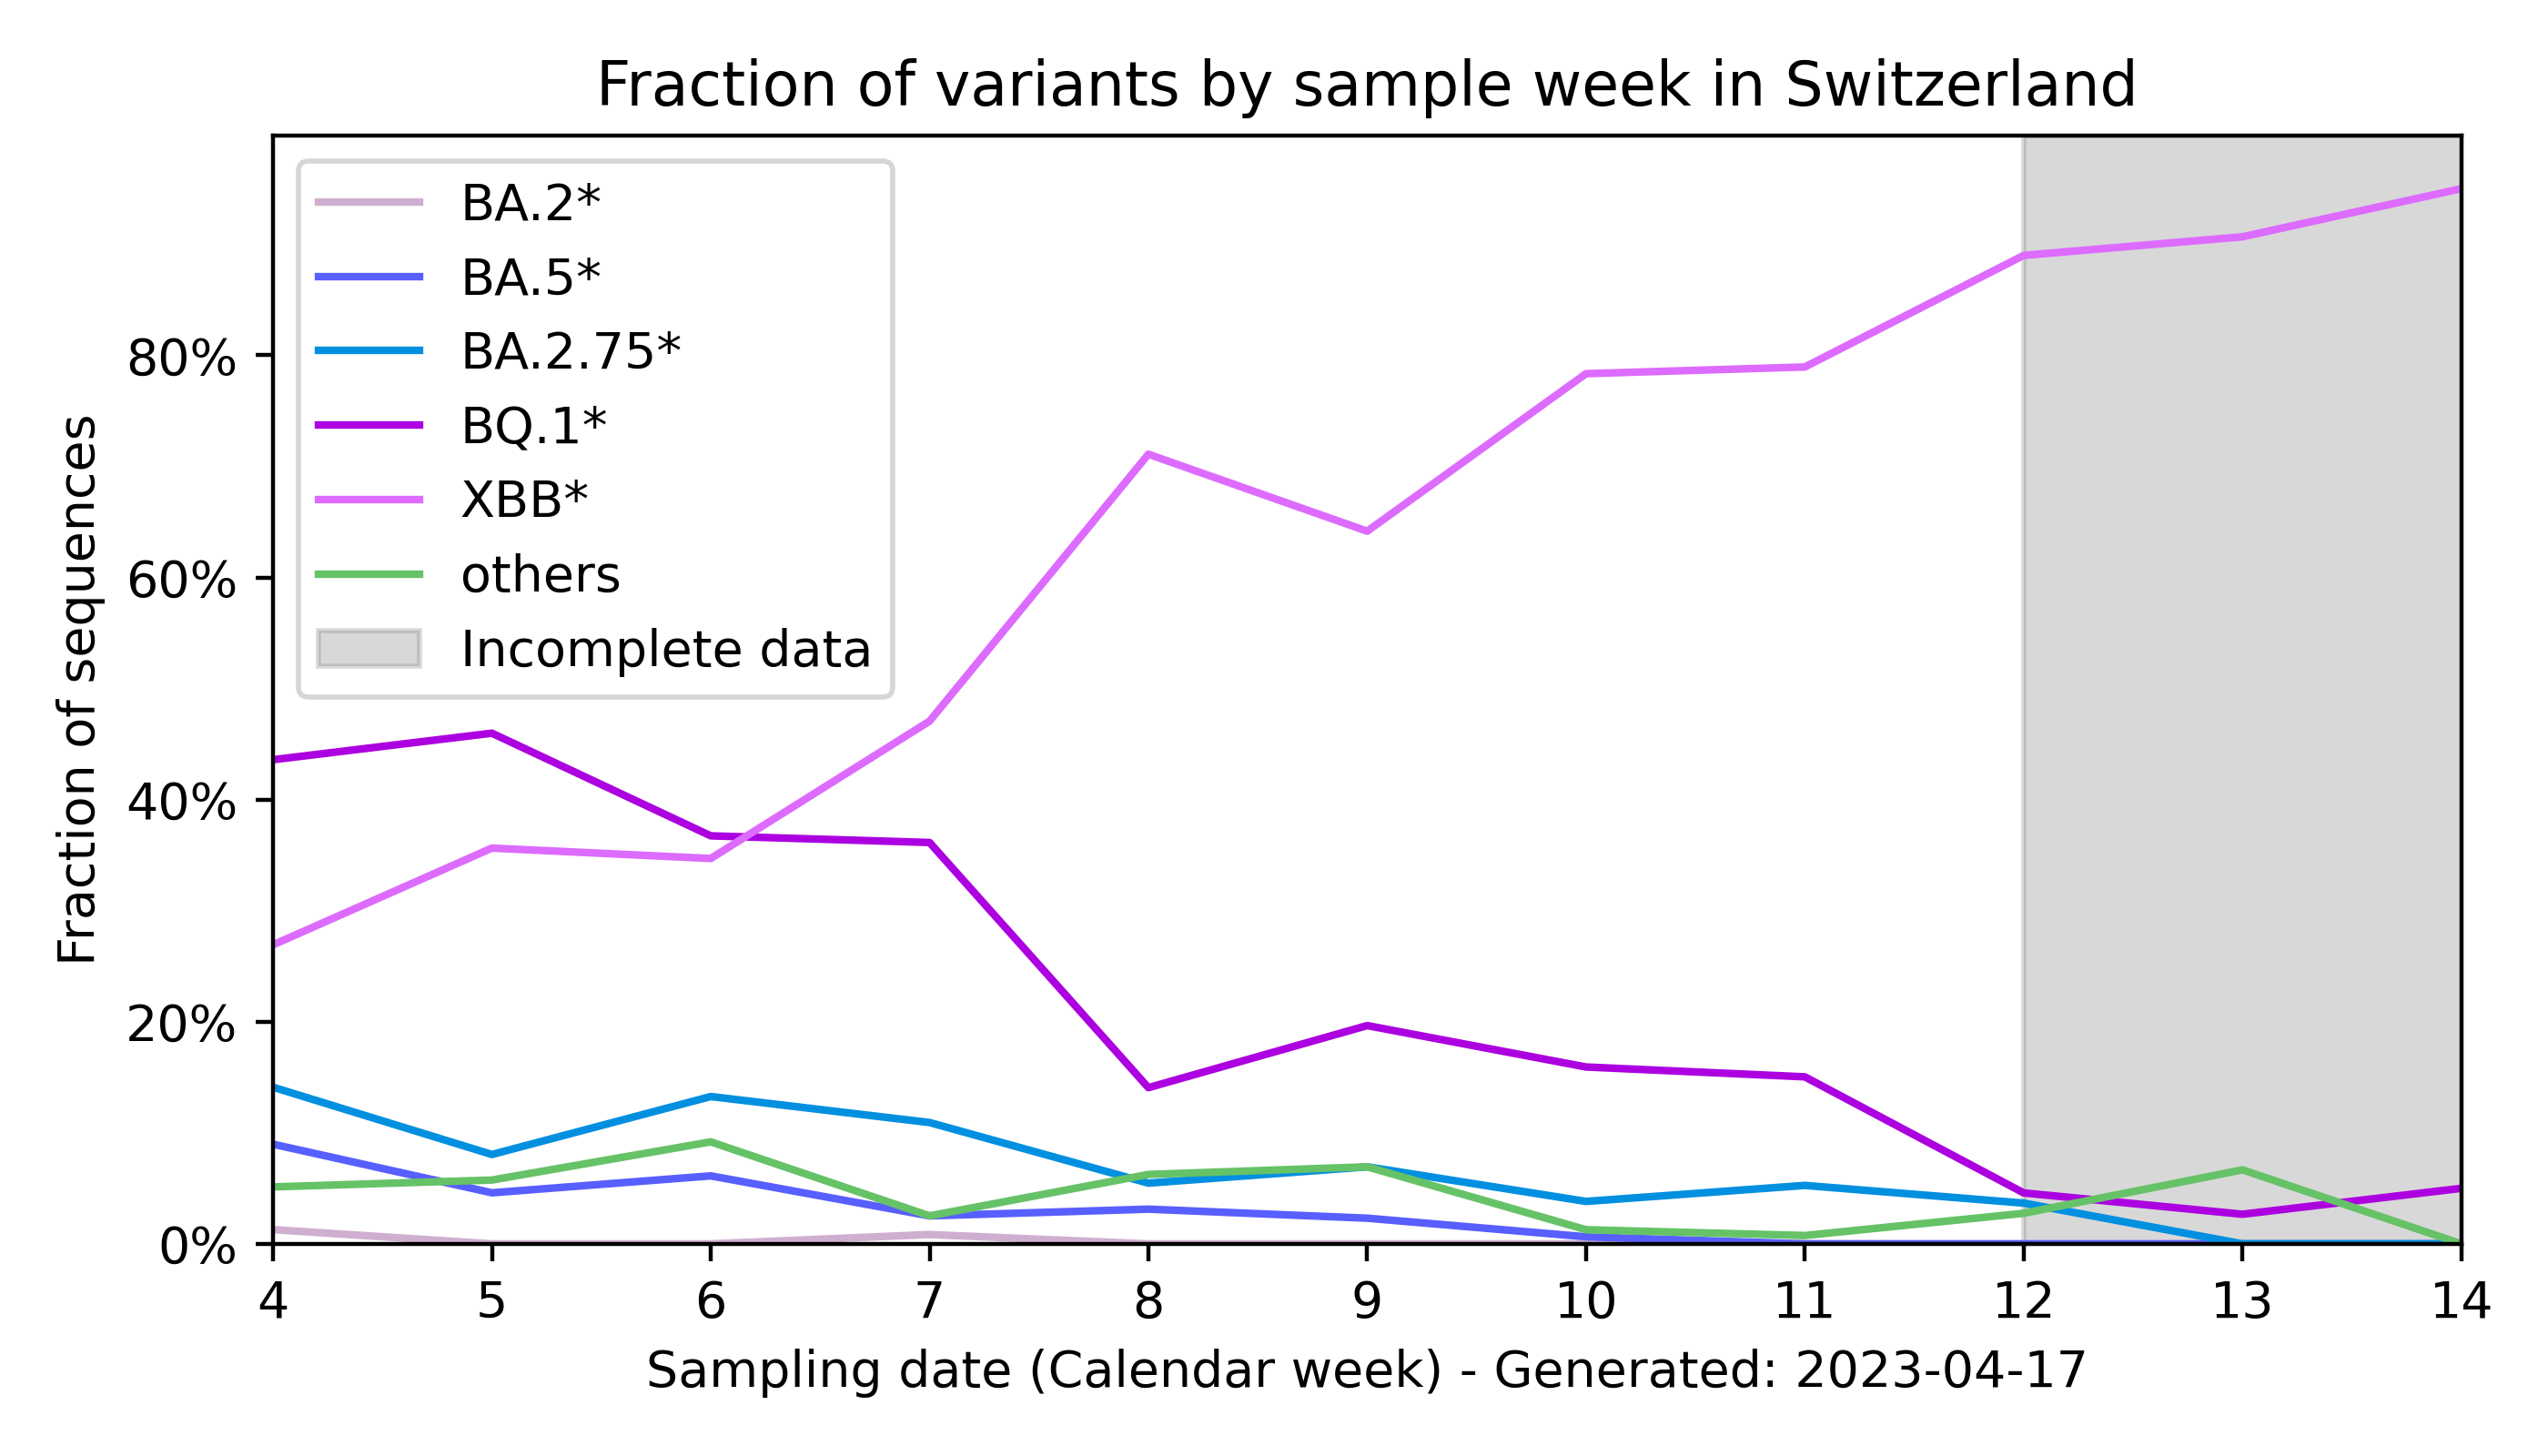 Fraction of variants by sample week in Switzerland
BA.2*
BA.5*
BA.2.75*
BQ.1*
XBB*
others
Incomplete data
Fraction of sequences
80%
60%
40%
20%
0%
4 5 6 7 8 9 10 11 12 13 14
Sampling date (Calendar week) - Generated: 2023-04-17